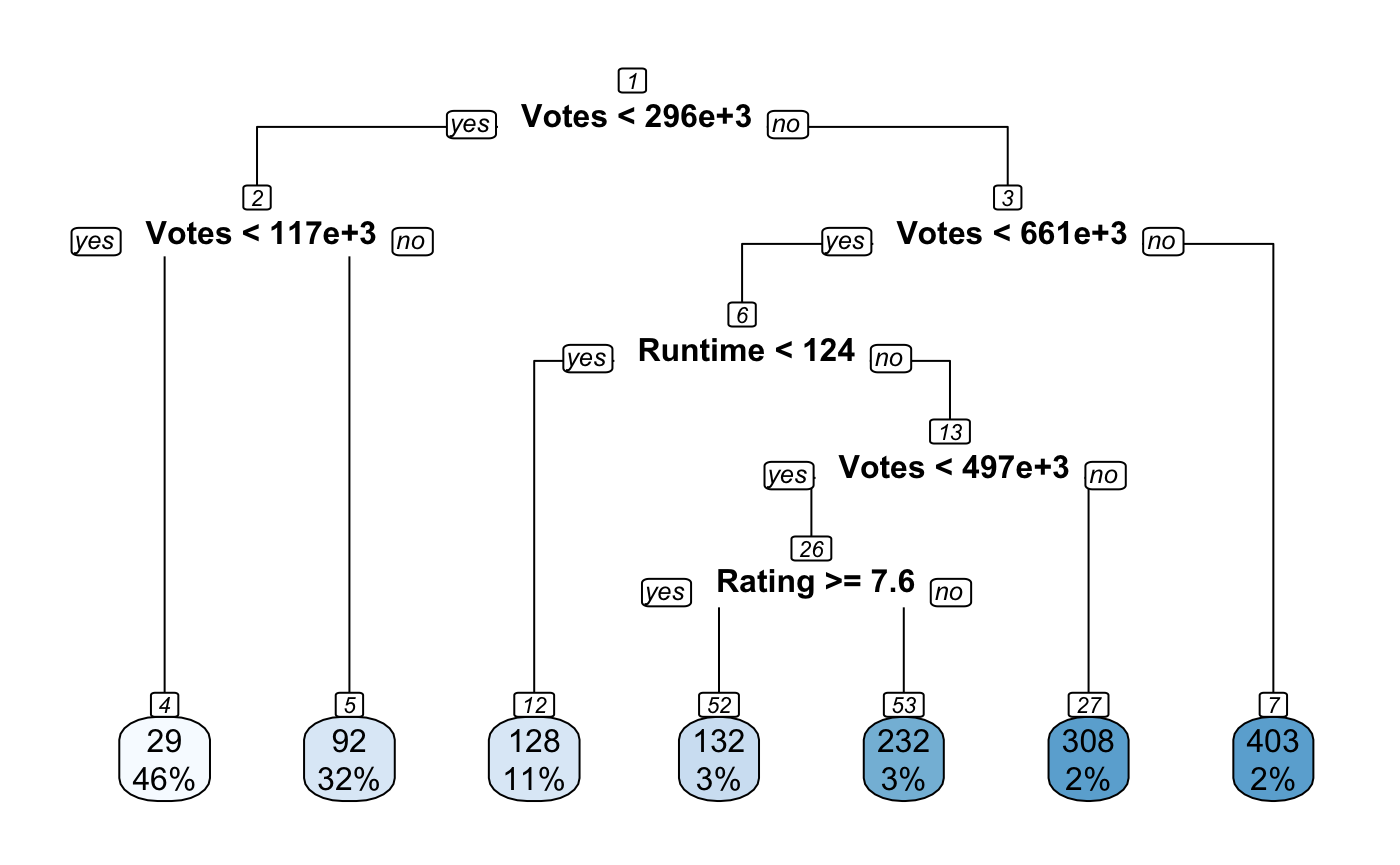 1
yes Votes < 296e+3 no
2 3
yes Votes < 117e+3 no yes Votes < 661e+3 no
6
yes Runtime < 124 no
13
yes Votes < 497e+3 no
26
yes Rating >= 7.6 no
4 5 12 52 53 27 7
29 92 128 132 232 308 403
46% 32% 11% 3% 3% 2% 2%